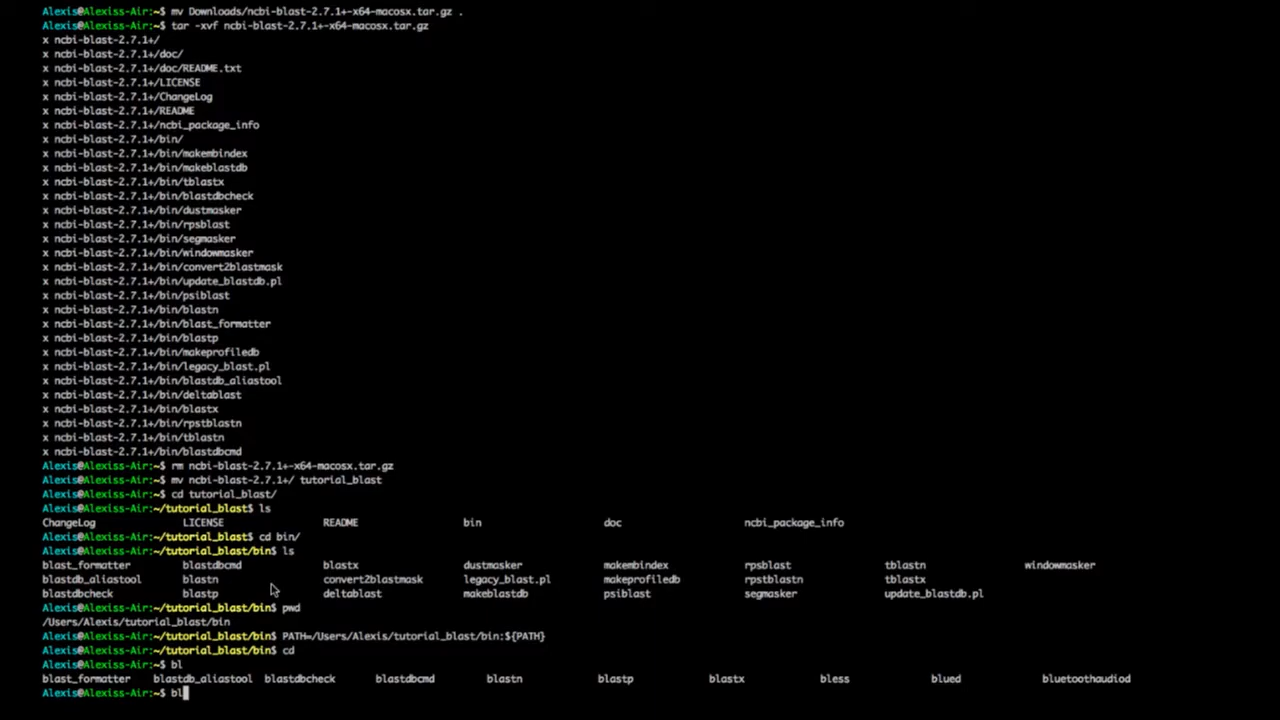 Alexis@Alexiss-Air:~$ mv Downloads/ncbi-blast-2.7.1+-x64-macosx.tar.gz .
Alexis@Alexiss-Air:~$ tar -xvf ncbi-blast-2.7.1+-x64-macosx.tar.gz
x ncbi-blast-2.7.1+/
x ncbi-blast-2.7.1+/doc/
x ncbi-blast-2.7.1+/doc/README.txt
x ncbi-blast-2.7.1+/LICENSE
x ncbi-blast-2.7.1+/ChangeLog
x ncbi-blast-2.7.1+/README
x ncbi-blast-2.7.1+/ncbi_package_info
x ncbi-blast-2.7.1+/bin/
x ncbi-blast-2.7.1+/bin/makembindex
x ncbi-blast-2.7.1+/bin/makeblastdb
x ncbi-blast-2.7.1+/bin/tblastx
x ncbi-blast-2.7.1+/bin/blastdbcheck
x ncbi-blast-2.7.1+/bin/dustmasker
x ncbi-blast-2.7.1+/bin/rpsblast
x ncbi-blast-2.7.1+/bin/segmasker
x ncbi-blast-2.7.1+/bin/windowmasker
x ncbi-blast-2.7.1+/bin/convert2blastmask
x ncbi-blast-2.7.1+/bin/update_blastdb.pl
x ncbi-blast-2.7.1+/bin/psiblast
x ncbi-blast-2.7.1+/bin/blastn
x ncbi-blast-2.7.1+/bin/blast_formatter
x ncbi-blast-2.7.1+/bin/blastp
x ncbi-blast-2.7.1+/bin/makeprofiledb
x ncbi-blast-2.7.1+/bin/legacy_blast.pl
x ncbi-blast-2.7.1+/bin/blastdb_aliastool
x ncbi-blast-2.7.1+/bin/deltablast
x ncbi-blast-2.7.1+/bin/blastx
x ncbi-blast-2.7.1+/bin/rpstblastn
x ncbi-blast-2.7.1+/bin/tblastn
x ncbi-blast-2.7.1+/bin/blastdbcmd
Alexis@Alexiss-Air:~$ rm ncbi-blast-2.7.1+-x64-macosx.tar.gz
Alexis@Alexiss-Air:~$ mv ncbi-blast-2.7.1+/ tutorial_blast
Alexis@Alexiss-Air:~$ cd tutorial_blast/
Alexis@Alexiss-Air:~/tutorial_blast$ ls
ChangeLog LICENSE README bin doc ncbi_package_info
Alexis@Alexiss-Air:~/tutorial_blast$ cd bin/
Alexis@Alexiss-Air:~/tutorial_blast/bin$ ls
blast_formatter blastdbcmd blastx dustmasker makembindex rpsblast tblastn windowmasker
blastdb_aliastool blastn convert2blastmask legacy_blast.pl makeprofiledb rpstblastn tblastx
blastdbcheck blastp deltablast makeblastdb psiblast segmasker update_blastdb.pl
Alexis@Alexiss-Air:~/tutorial_blast/bin$ pwd
/Users/Alexis/tutorial_blast/bin
Alexis@Alexiss-Air:~/tutorial_blast/bin$ PATH=/Users/Alexis/tutorial_blast/bin:${PATH}
Alexis@Alexiss-Air:~/tutorial_blast/bin$ cd
Alexis@Alexiss-Air:~$ bl
blast_formatter blastdb_aliastool blastdbcheck blastdbcmd blastn blastp blastx bless blued bluetoothaudiod
Alexis@Alexiss-Air:~$ bl